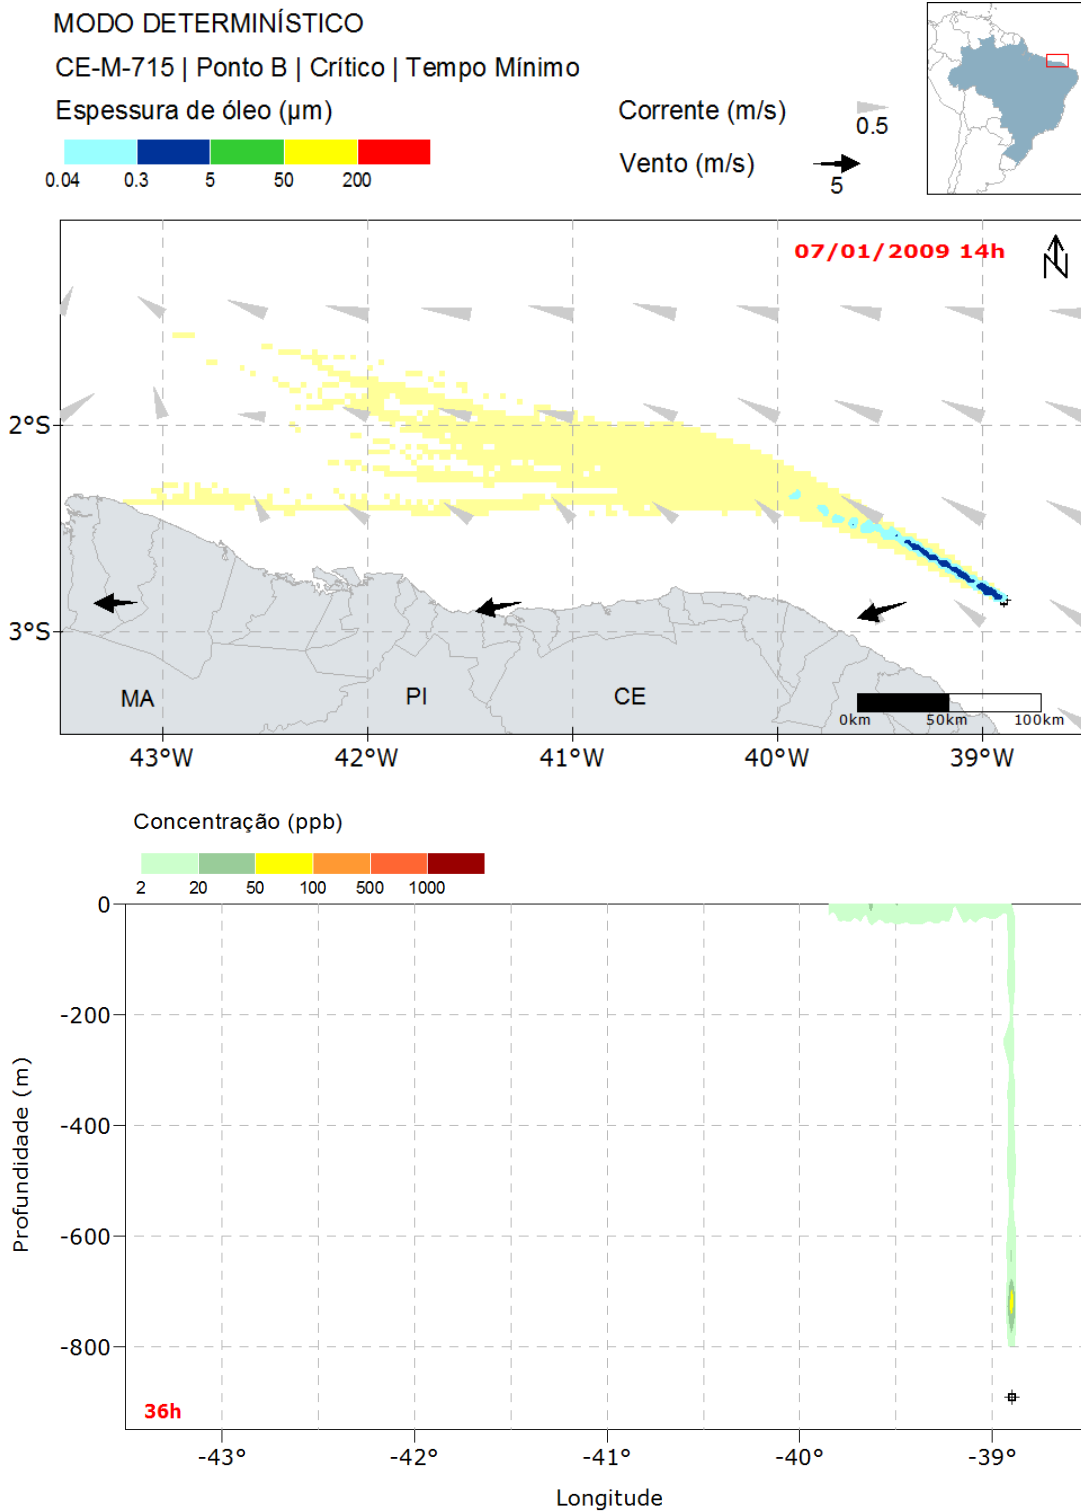 MODO DETERMINÍSTICO
CE-M-715 | Ponto B | Crítico | Tempo Mínimo
Espessura de óleo (µm)
0.04 0.3 5 50 200
Corrente (m/s)
0.5
Vento (m/s)
5
07/01/2009 14h
N
2°S
3°S
MA PI CE
0km 50km 100km
43°W 42°W 41°W 40°W 39°W
Concentração (ppb)
2 20 50 100 500 1000
0
-200
-400
-600
-800
Profundidade (m)
36h
-43° -42° -41° -40° -39°
Longitude